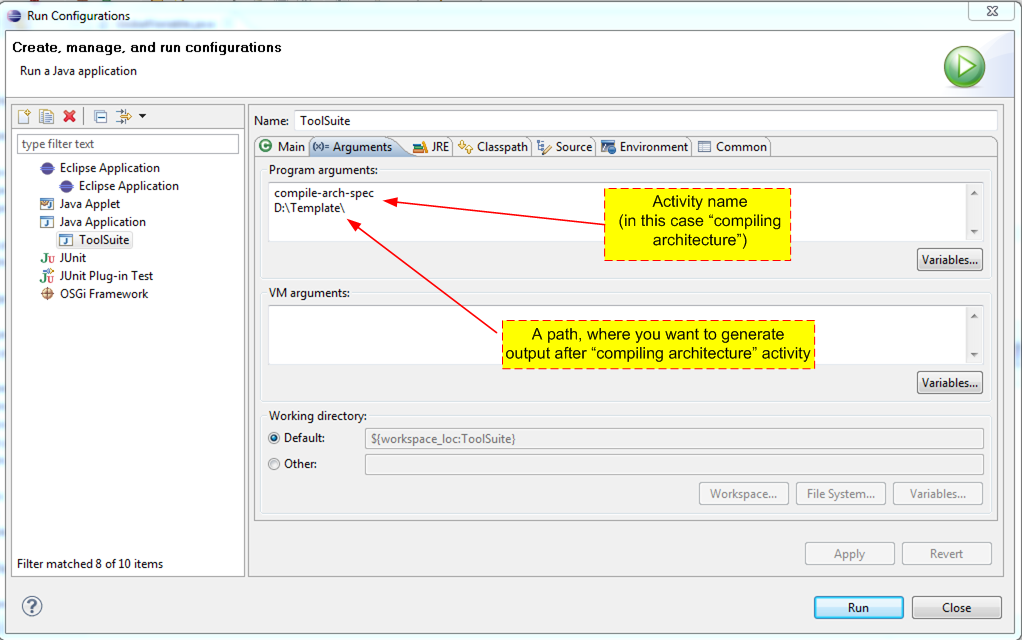 Run Configurations
Create, manage, and run configurations
Run a Java application
type filter text
Eclipse Application
Eclipse Application
Java Applet
Java Application
ToolSuite
JUnit
JUnit Plug-in Test
OSGi Framework
Filter matched 8 of 10 items
Name: ToolSuite
Main (x)= Arguments JRE Classpath Source Environment Common
Program arguments:
compile-arch-spec
D:\Template\
Activity name
(in this case “compiling
architecture”)
Variables...
VM arguments:
A path, where you want to generate
output after “compiling architecture” activity
Variables...
Working directory:
Default: ${workspace_loc:ToolSuite}
Other:
Workspace... File System... Variables...
Apply Revert
Run Close